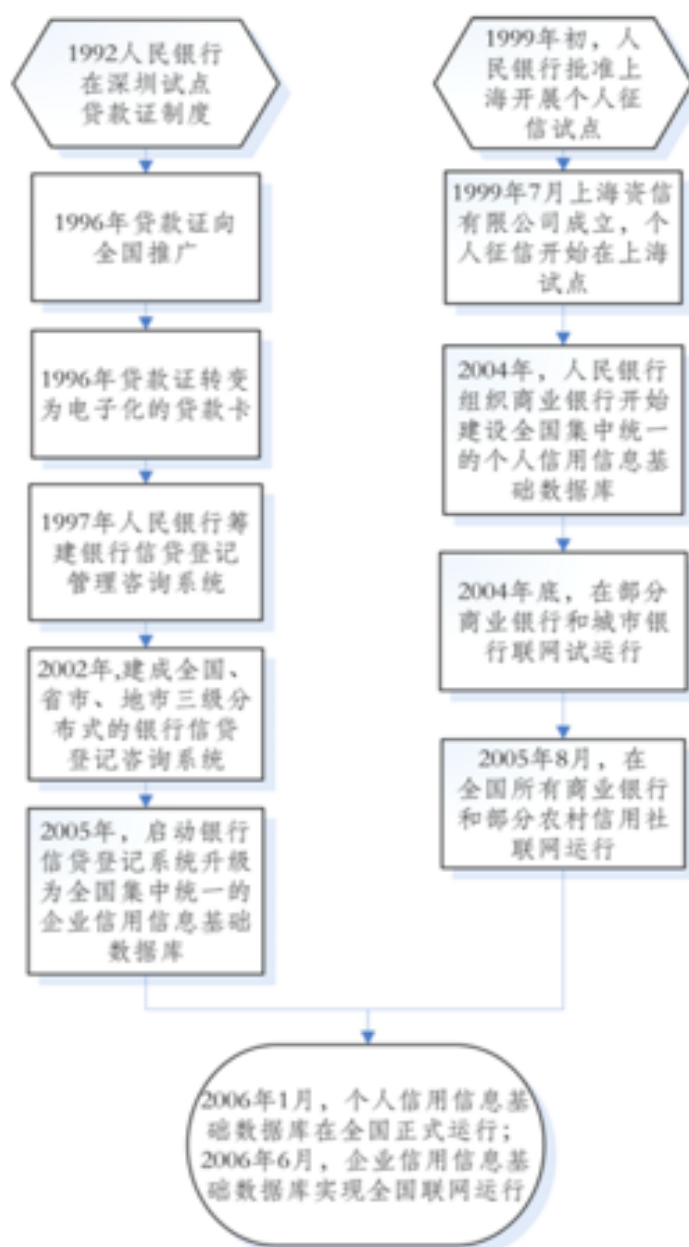 1992人民银行
在深圳试点
贷款证制度
1996年贷款证向
全国推广
1996年贷款证转变
为电子化的贷款卡
1997年人民银行筹
建银行信贷登记
管理咨询系统
2002年,建成全国、
省市、地市三级分
布式的银行信贷
登记咨询系统
2005年，启动银行
信贷登记系统升级
为全国集中统一的
企业信用信息基础
数据库
1999年初，人
民银行批准上
海开展个人征
信试点
1999年7月上海资信
有限公司成立，个
人征信开始在上海
试点
2004年，人民银行
组织商业银行开始
建设全国集中统一
的个人信用信息基
础数据库
2004年底，在部分
商业银行和城市银
行联网试运行
2005年8月，在
全国所有商业银行
和部分农村信用社
联网运行
2006年1月，个人信用信息基
础数据库在全国正式运行；
2006年6月，企业信用信息基
础数据库实现全国联网运行